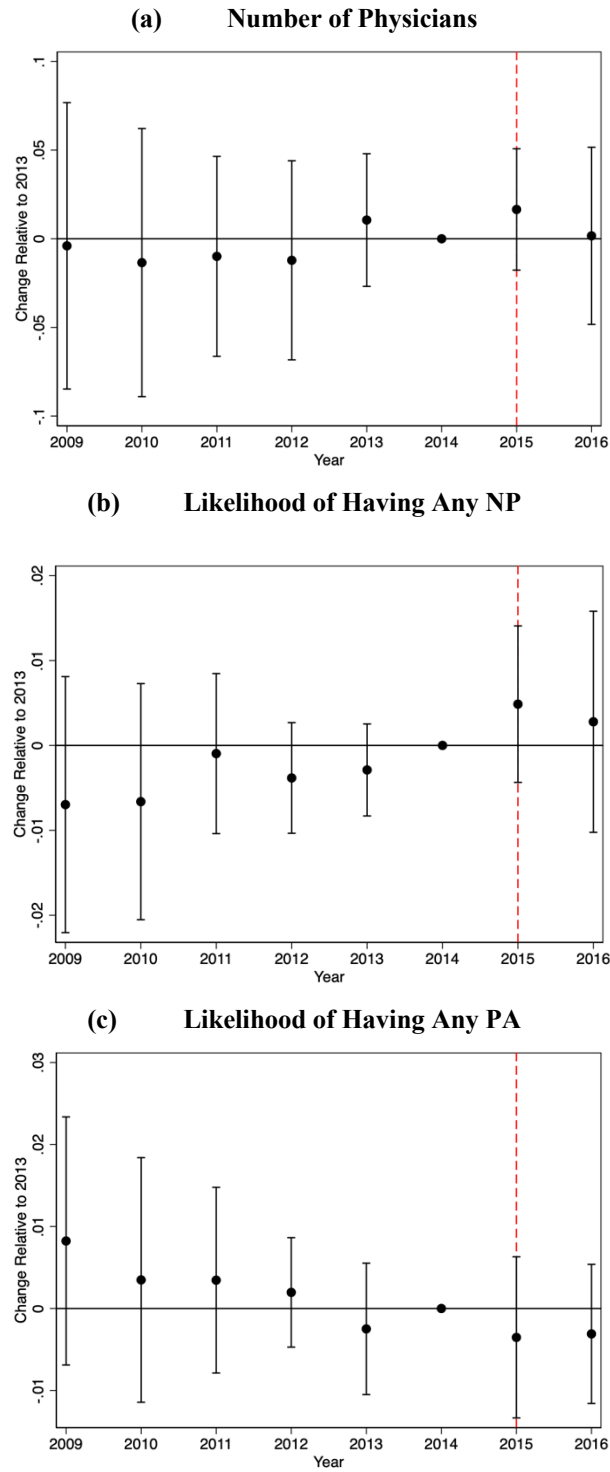 (a) Number of Physicians
.1
.05
0
-.05
-.1
Change Relative to 2013
2009 2010 2011 2012 2013 2014 2015 2016
Year
(b) Likelihood of Having Any NP
.02
.01
0
-.01
-.02
Change Relative to 2013
2009 2010 2011 2012 2013 2014 2015 2016
Year
(c) Likelihood of Having Any PA
.03
.02
.01
0
-.01
Change Relative to 2013
2009 2010 2011 2012 2013 2014 2015 2016
Year